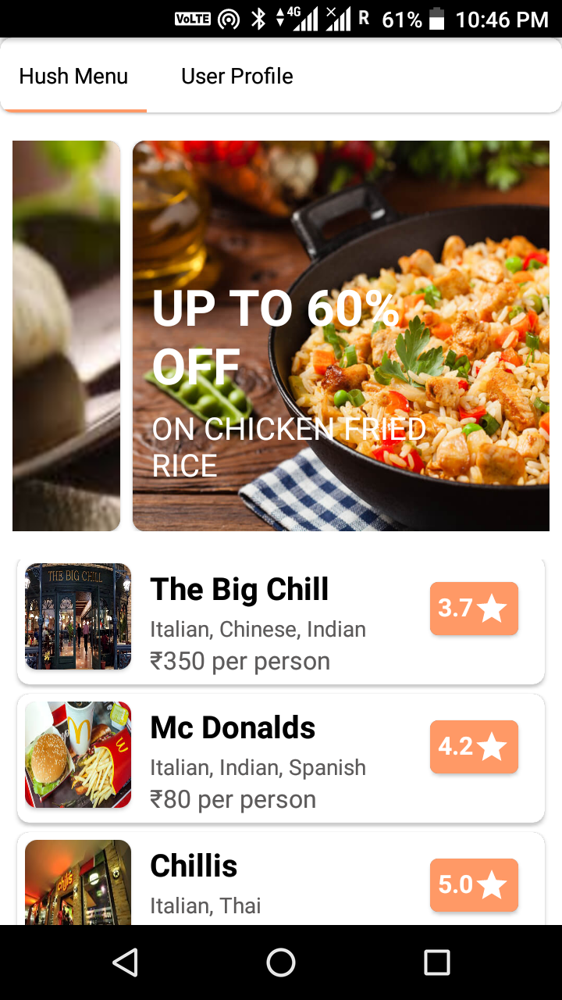 VoLTE 4G R 61% 10:46 PM
Hush Menu User Profile
UP TO 60%
OFF
ON CHICKEN FRIED
RICE
THE BIG CHILL
The Big Chill
3.7
Italian, Chinese, Indian
₹350 per person
Mc Donalds
4.2
Italian, Indian, Spanish
₹80 per person
chili's
Chillis
5.0
Italian, Thai